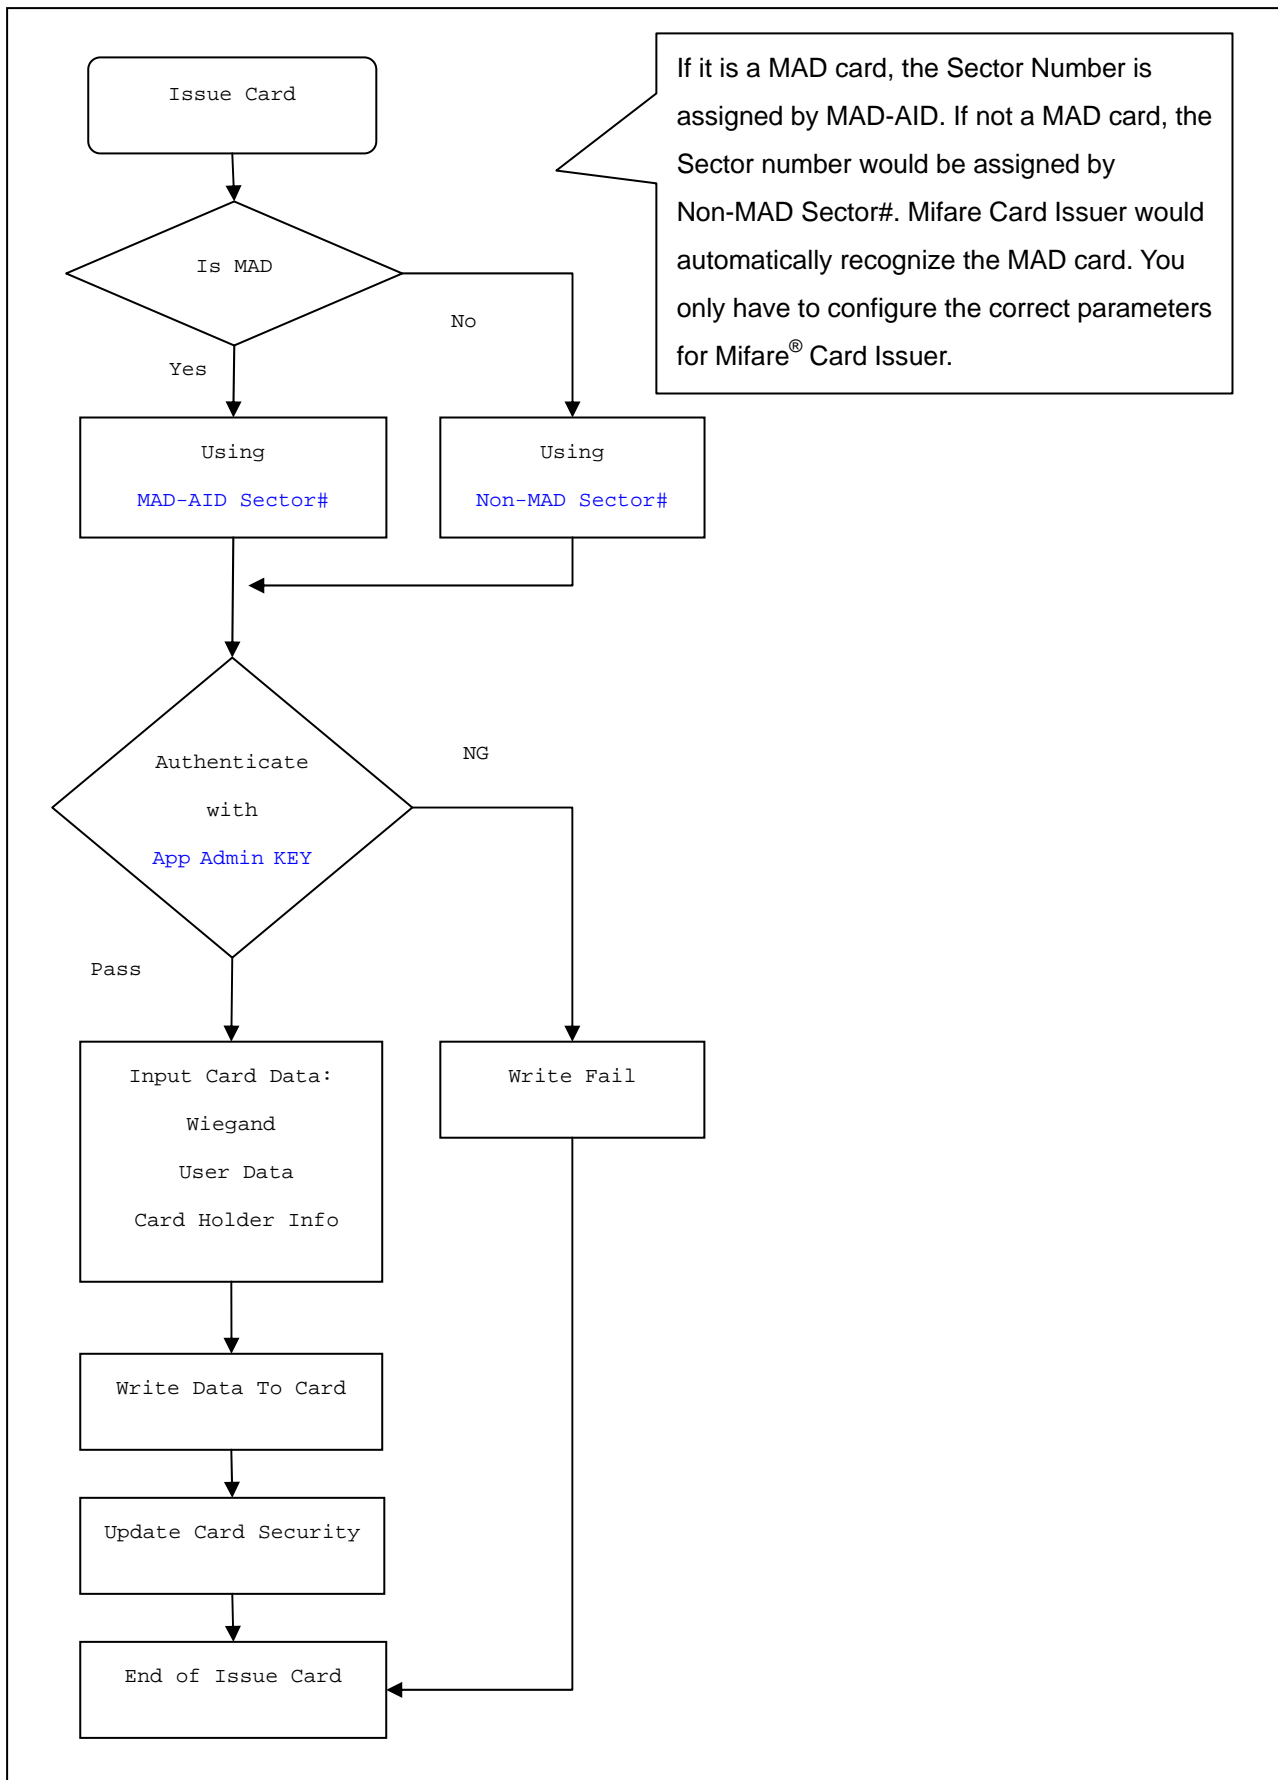 Issue Card
If it is a MAD card, the Sector Number is
assigned by MAD-AID. If not a MAD card, the
Sector number would be assigned by
Non-MAD Sector#. Mifare Card Issuer would
automatically recognize the MAD card. You
only have to configure the correct parameters
for Mifare® Card Issuer.
Is MAD
No
Yes
Using
MAD-AID Sector#
Using
Non-MAD Sector#
Authenticate
with
App Admin KEY
NG
Pass
Input Card Data:
Wiegand
User Data
Card Holder Info
Write Fail
Write Data To Card
Update Card Security
End of Issue Card